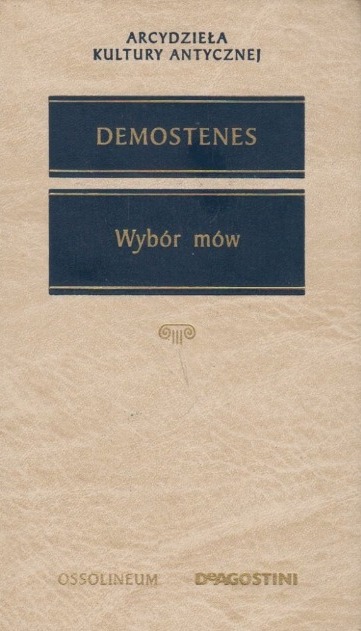 ARCYDZIEŁA
KULTURY ANTYCZNEJ
DEMOSTENES
Wybór mów
OSSOLINEUM DeAGOSTINI